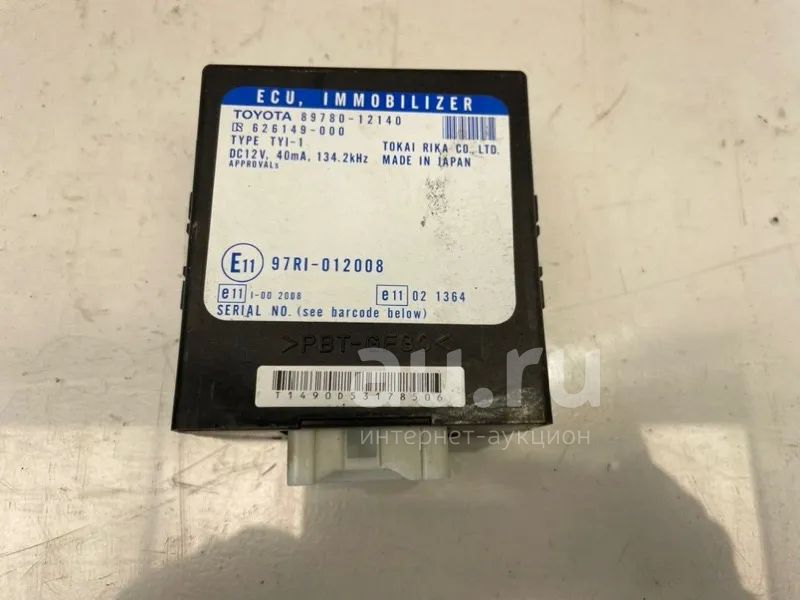 ECU, IMMOBILIZER
TOYOTA 89780-12140
626149-000
TYPE TYI-1 TOKAI RIKA CO., LTD.
DC12V, 40mA, 134.2kHz MADE IN JAPAN
APPROVALS
E11 97RI-012008
e11 1-00 2008 e11 02 1364
SERIAL NO. (see barcode below)
>PBT-GF30<
T1490D53178506
au.ru
интернет-аукцион